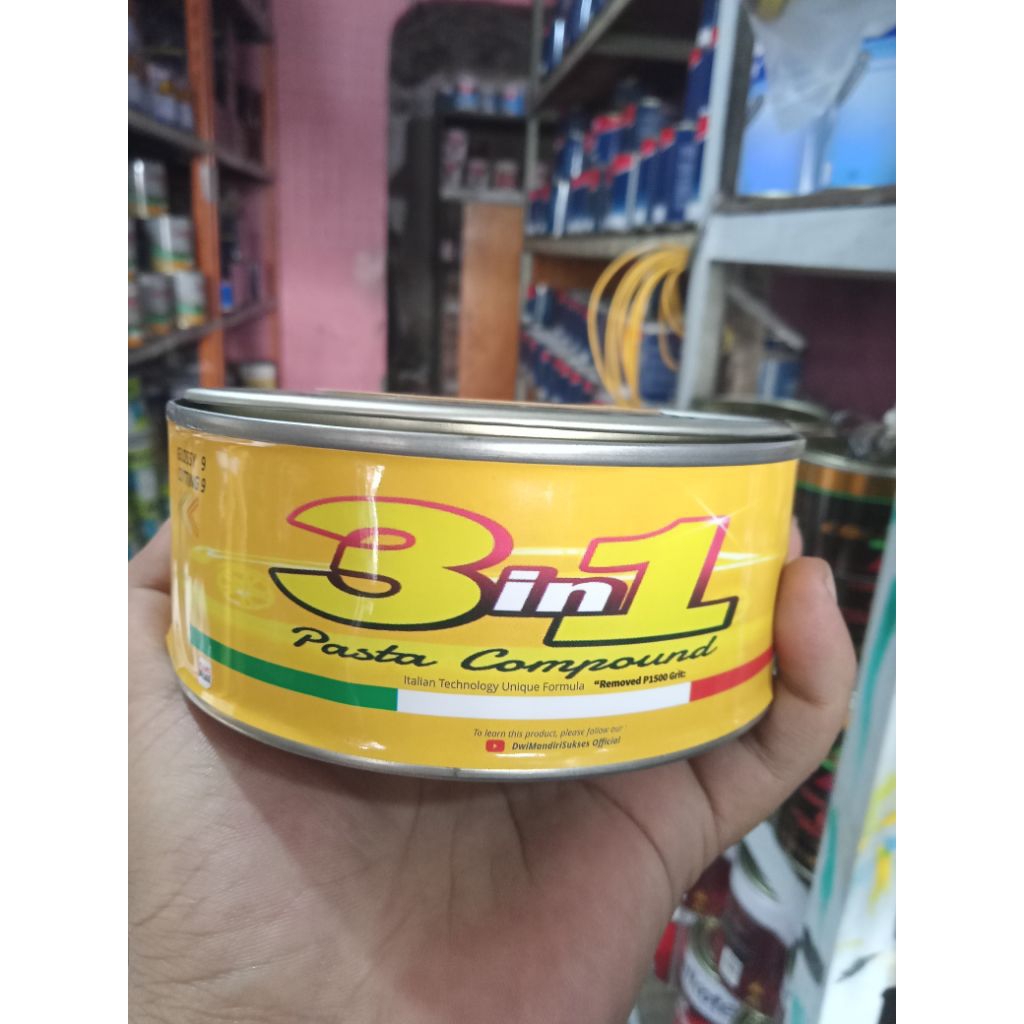 GLOSSY 9
CUTTING 9
3in1
Pasta Compound
Italian Technology Unique Formula "Removed P1500 Grit:
To learn this product, please follow our :
DwiMandiriSukses Official